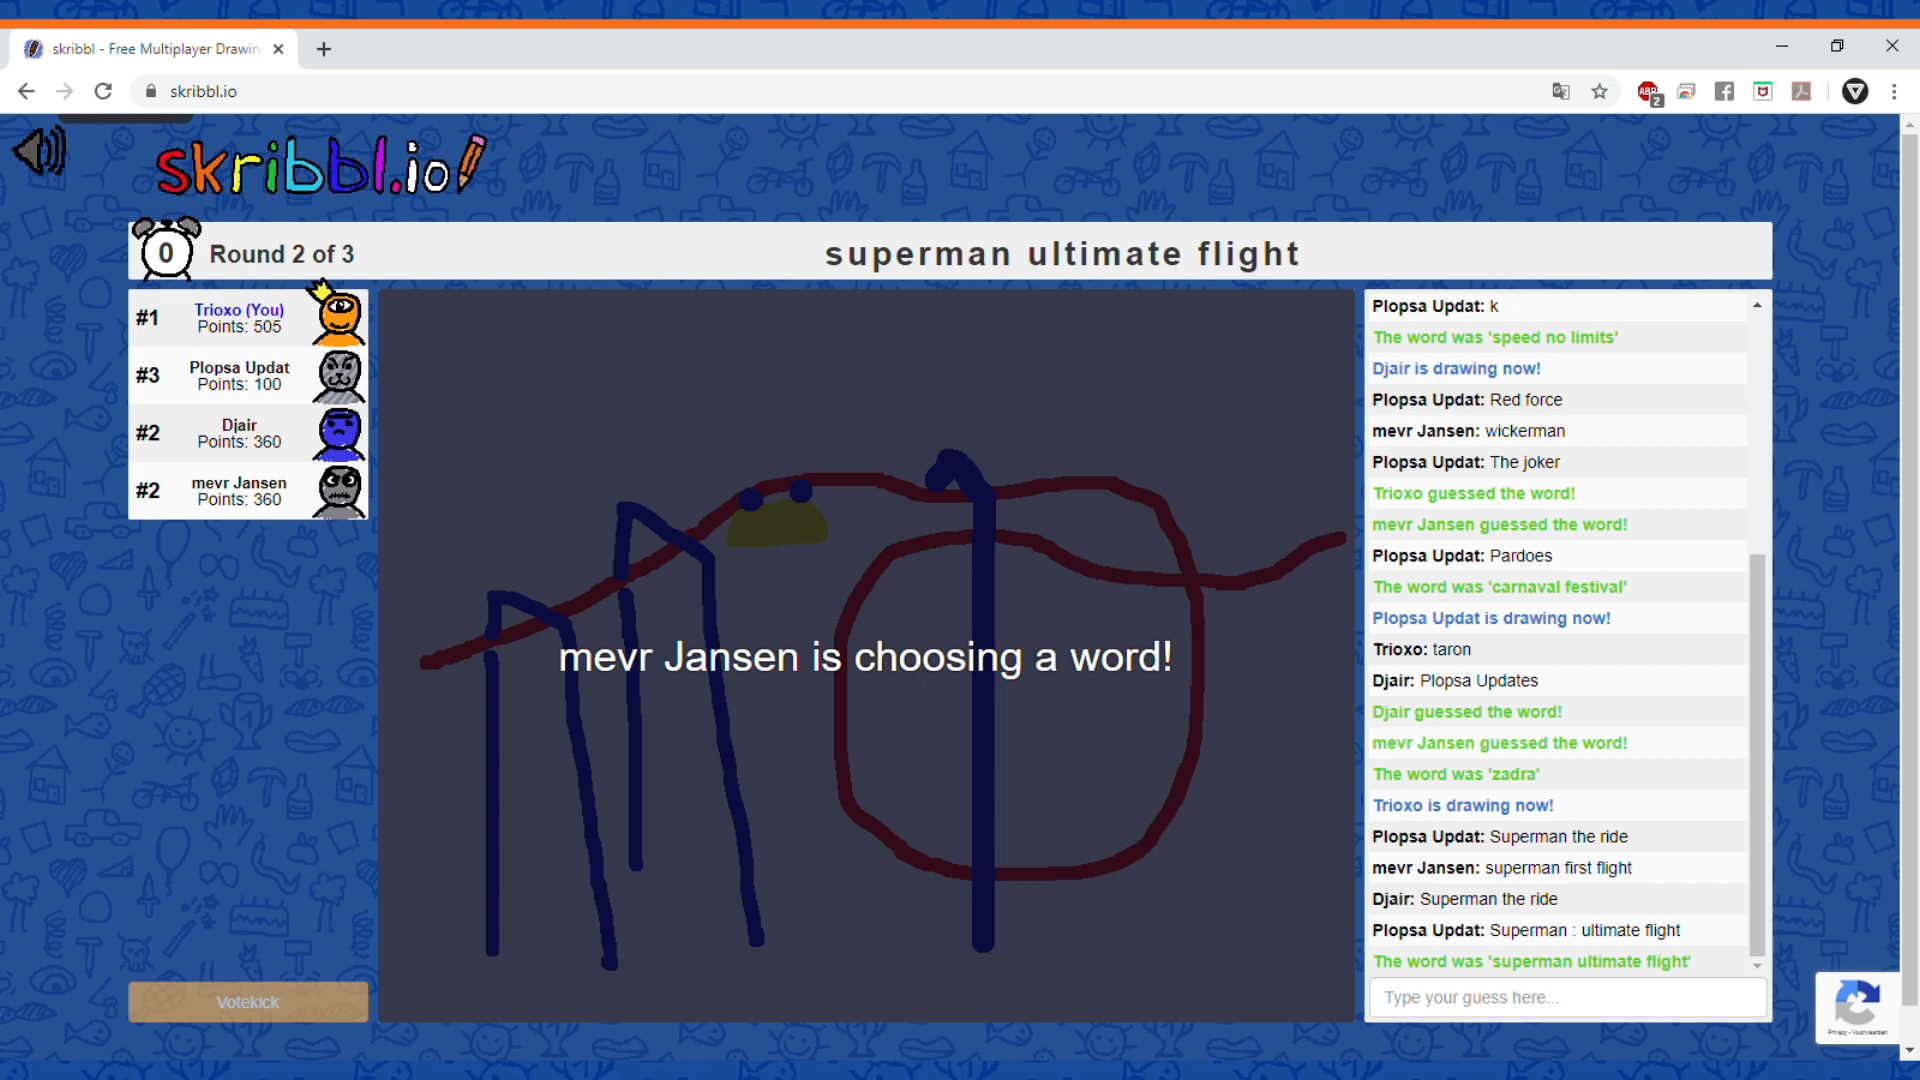 skribbl - Free Multiplayer Drawin
skribbl.io
ABP
2
skribbl.io
0
Round 2 of 3
superman ultimate flight
#1
Trioxo (You)
Points: 505
#3
Plopsa Updat
Points: 100
#2
Djair
Points: 360
#2
mevr Jansen
Points: 360
Votekick
mevr Jansen is choosing a word!
Plopsa Updat: k
The word was 'speed no limits'
Djair is drawing now!
Plopsa Updat: Red force
mevr Jansen: wickerman
Plopsa Updat: The joker
Trioxo guessed the word!
mevr Jansen guessed the word!
Plopsa Updat: Pardoes
The word was 'carnaval festival'
Plopsa Updat is drawing now!
Trioxo: taron
Djair: Plopsa Updates
Djair guessed the word!
mevr Jansen guessed the word!
The word was 'zadra'
Trioxo is drawing now!
Plopsa Updat: Superman the ride
mevr Jansen: superman first flight
Djair: Superman the ride
Plopsa Updat: Superman : ultimate flight
The word was 'superman ultimate flight'
Type your guess here...
Privacy - Voorwaarden